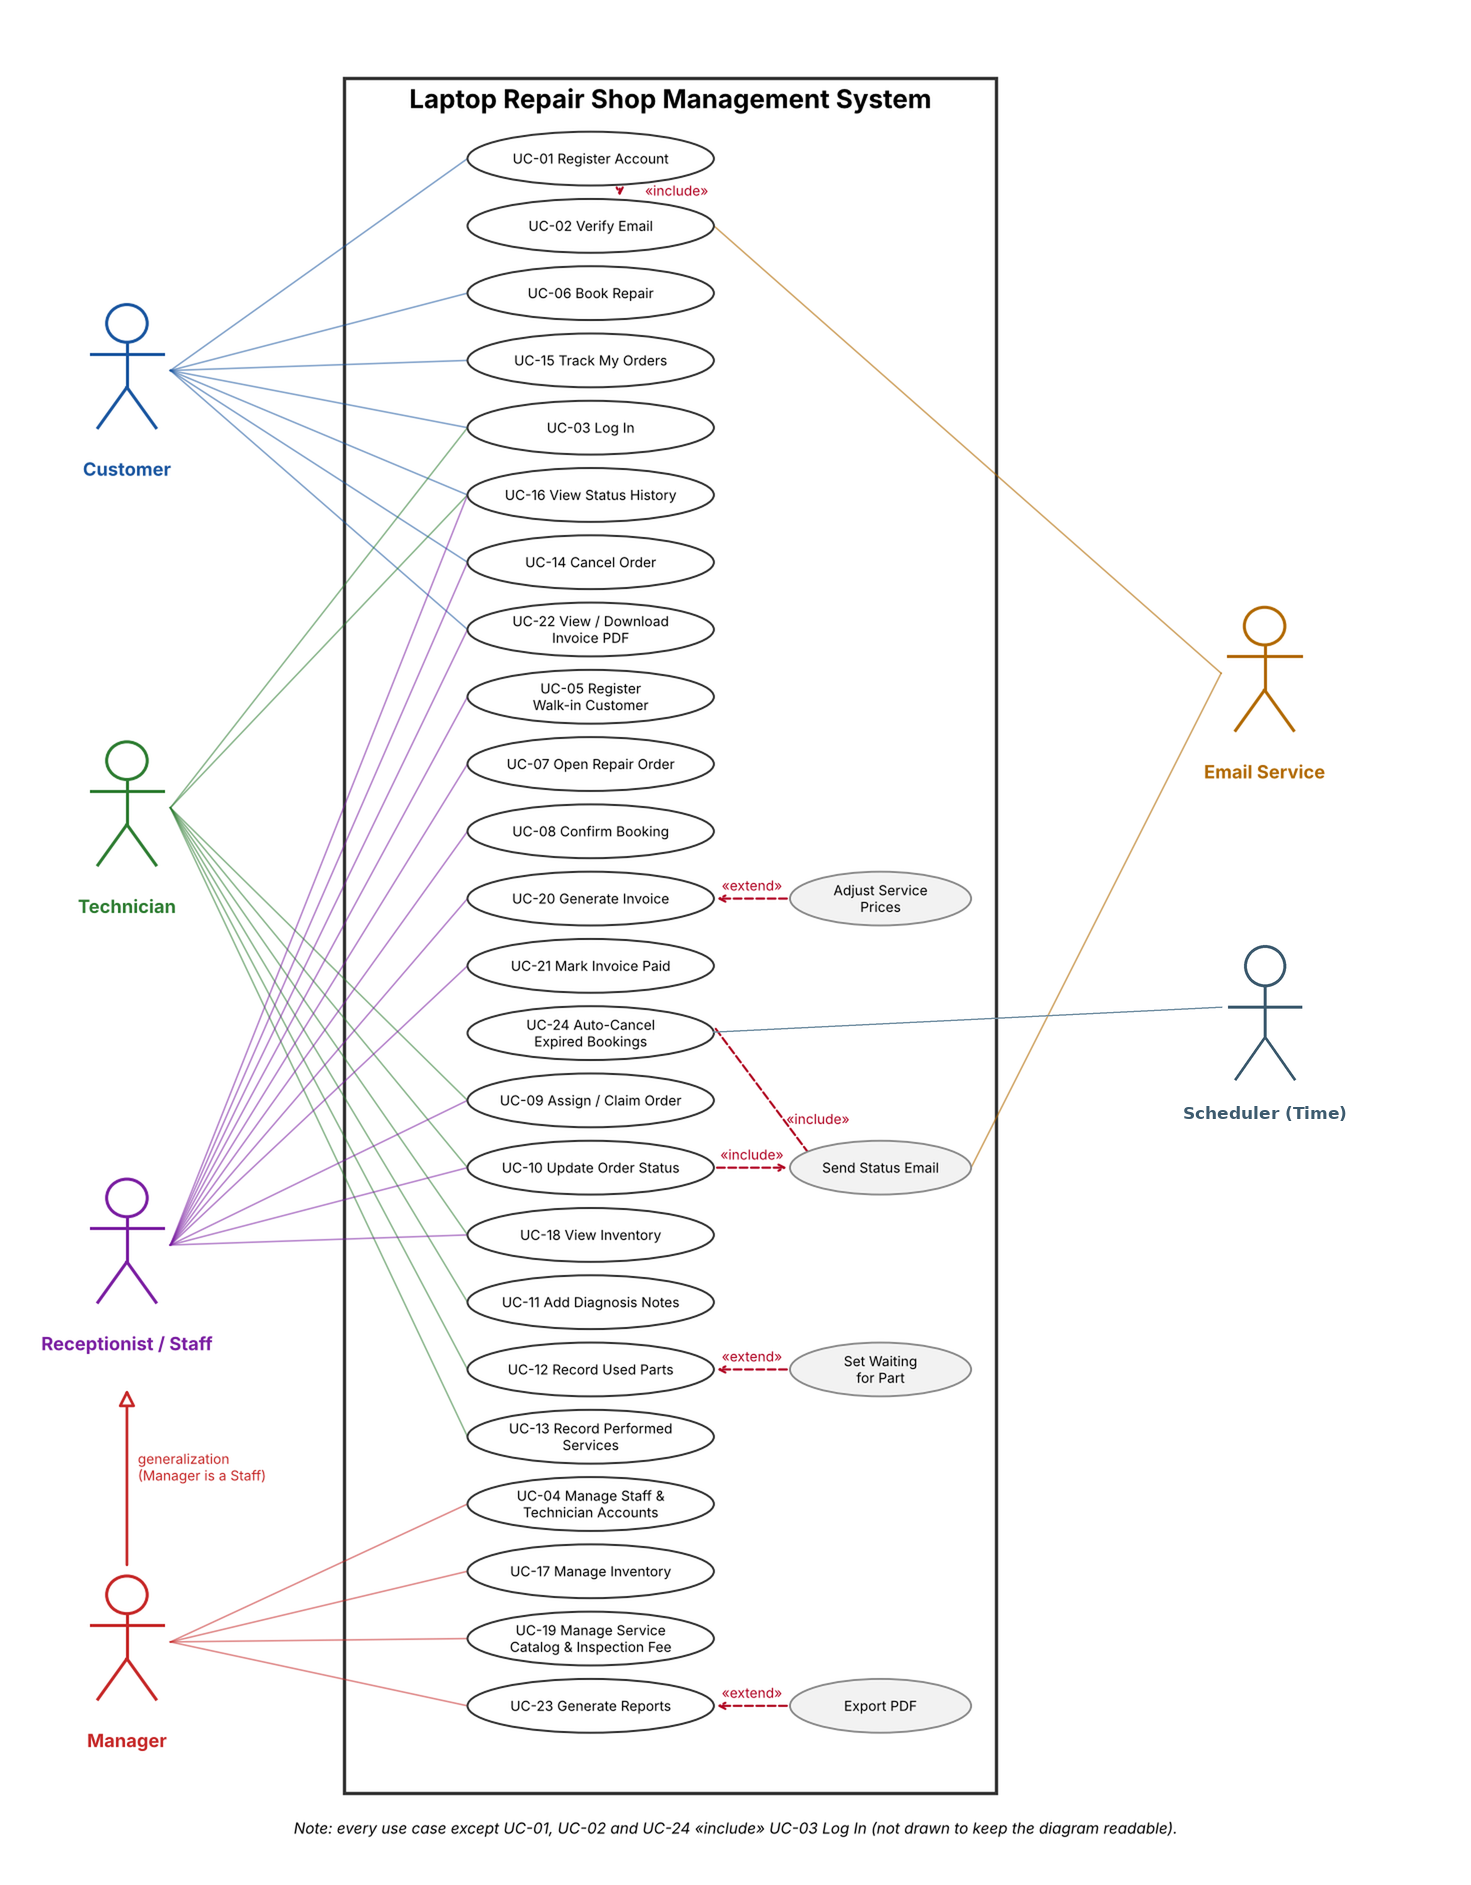 Laptop Repair Shop Management System
UC-01 Register Account
«include»
UC-02 Verify Email
UC-06 Book Repair
UC-15 Track My Orders
UC-03 Log In
Customer
UC-16 View Status History
UC-14 Cancel Order
UC-22 View / Download
Invoice PDF
UC-05 Register
Walk-in Customer
UC-07 Open Repair Order
Email Service
UC-08 Confirm Booking
Technician
UC-20 Generate Invoice
«extend»
Adjust Service
Prices
UC-21 Mark Invoice Paid
UC-24 Auto-Cancel
Expired Bookings
UC-09 Assign / Claim Order
Scheduler (Time)
«include»
UC-10 Update Order Status
«include»
Send Status Email
UC-18 View Inventory
UC-11 Add Diagnosis Notes
Receptionist / Staff
UC-12 Record Used Parts
«extend»
Set Waiting
for Part
UC-13 Record Performed
Services
generalization
(Manager is a Staff)
UC-04 Manage Staff &
Technician Accounts
UC-17 Manage Inventory
UC-19 Manage Service
Catalog & Inspection Fee
UC-23 Generate Reports
«extend»
Export PDF
Manager
Note: every use case except UC-01, UC-02 and UC-24 «include» UC-03 Log In (not drawn to keep the diagram readable).